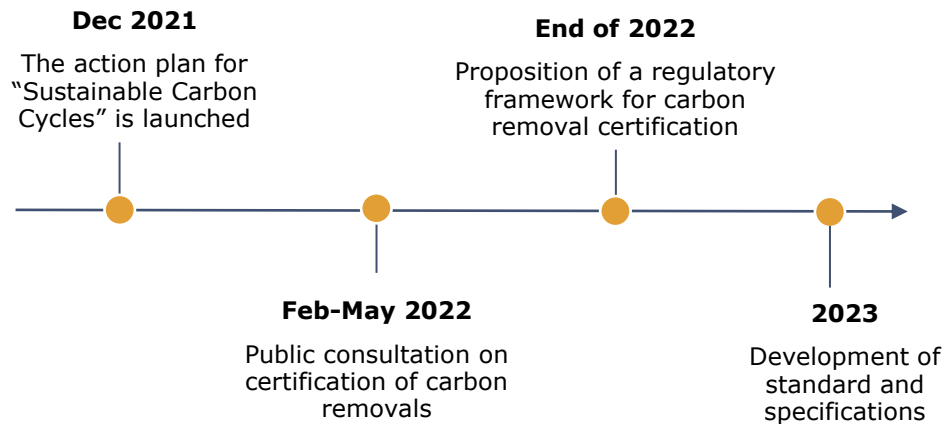 Dec 2021
The action plan for
“Sustainable Carbon
Cycles” is launched
Feb-May 2022
Public consultation on
certification of carbon
removals
End of 2022
Proposition of a regulatory
framework for carbon
removal certification
2023
Development of
standard and
specifications